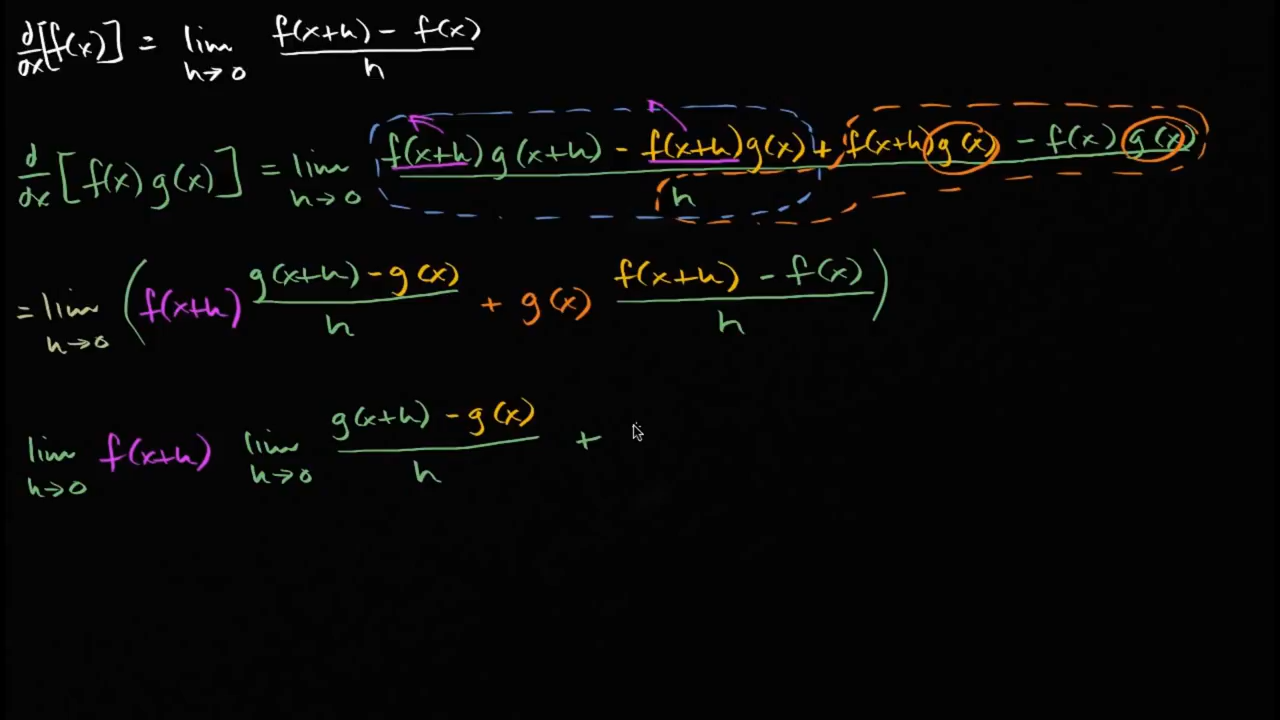 d/dx [f(x)] = lim h→0 (f(x+h) - f(x)) / h
d/dx [f(x) g(x)] = lim h→0 (f(x+h) g(x+h) - f(x+h) g(x) + f(x+h) g(x) - f(x) g(x)) / h
= lim h→0 ( f(x+h) (g(x+h) - g(x)) / h + g(x) (f(x+h) - f(x)) / h )
lim h→0 f(x+h) lim h→0 (g(x+h) - g(x)) / h +